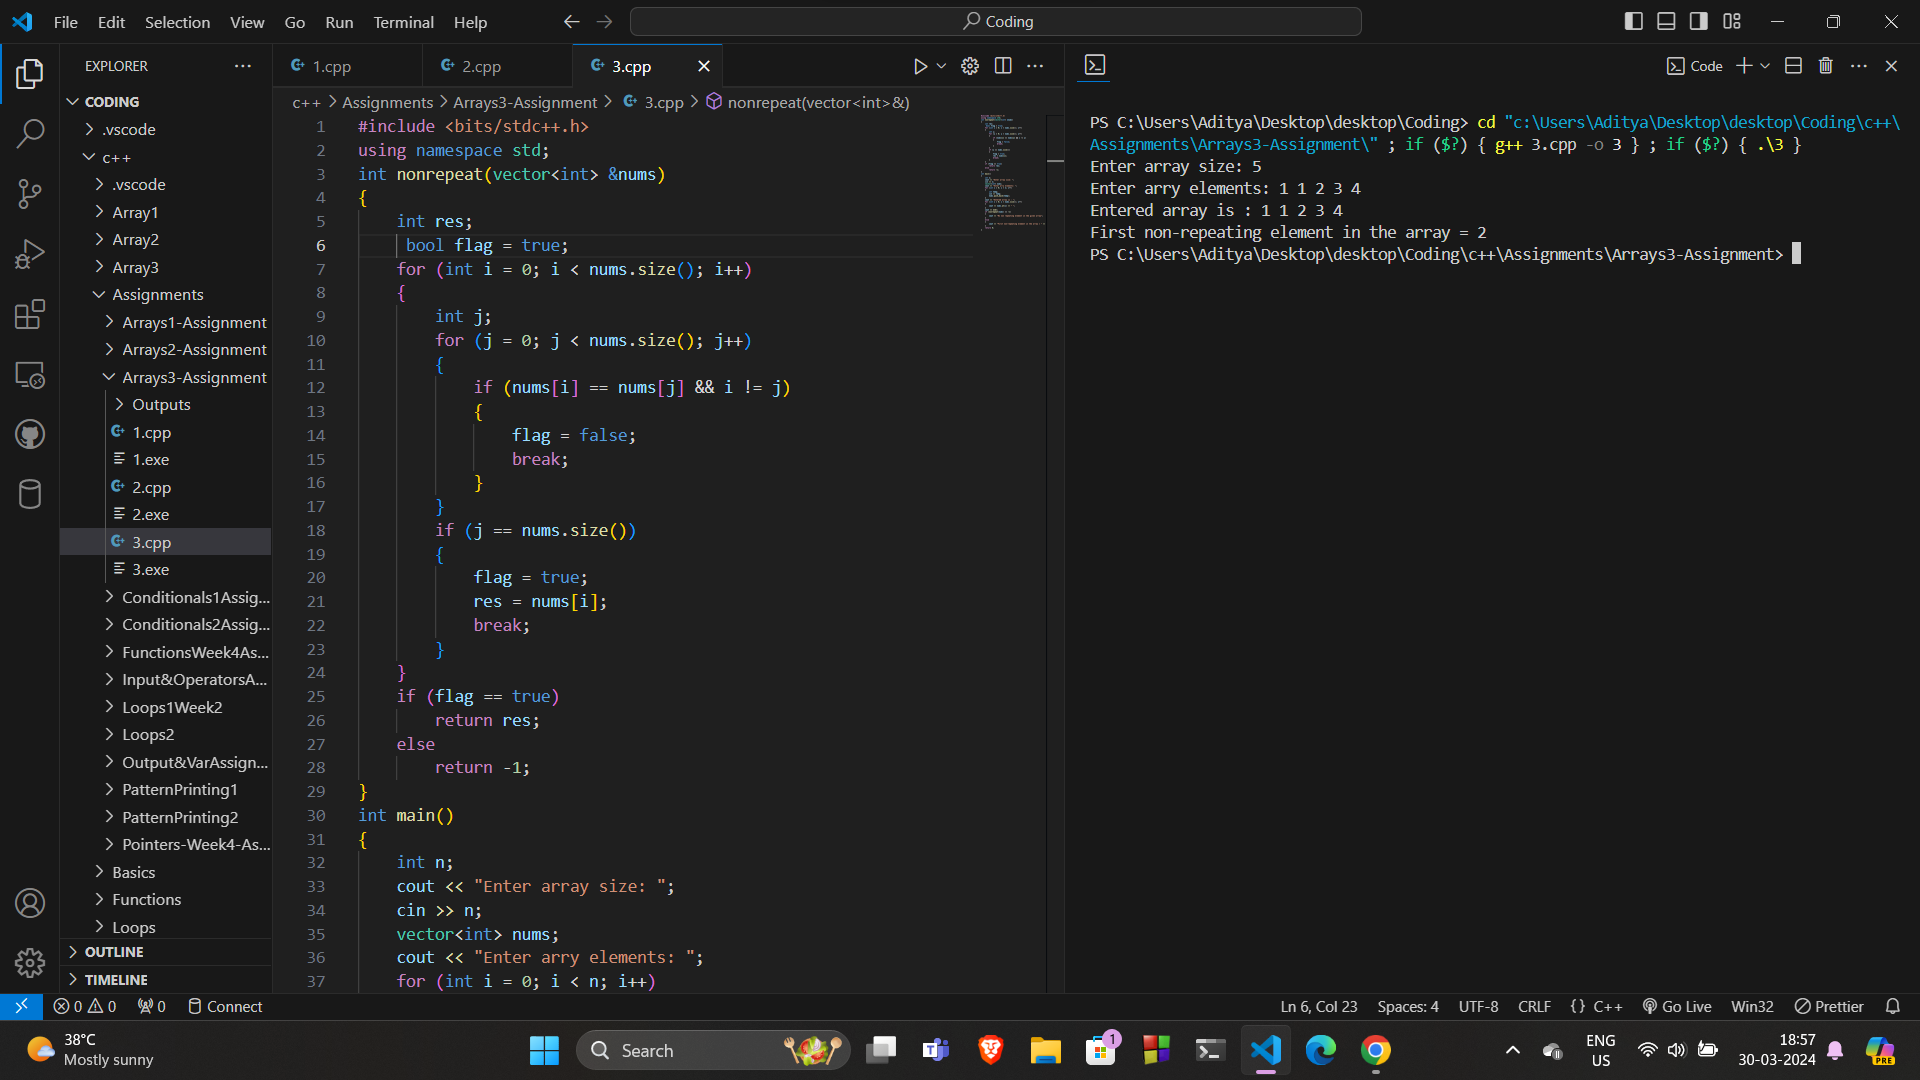 File Edit Selection View Go Run Terminal Help
Coding
EXPLORER
CODING
.vscode
c++
.vscode
Array1
Array2
Array3
Assignments
Arrays1-Assignment
Arrays2-Assignment
Arrays3-Assignment
Outputs
1.cpp
1.exe
2.cpp
2.exe
3.cpp
3.exe
Conditionals1Assig...
Conditionals2Assig...
FunctionsWeek4As...
Input&OperatorsA...
Loops1Week2
Loops2
Output&VarAssign...
PatternPrinting1
PatternPrinting2
Pointers-Week4-As...
Basics
Functions
Loops
OUTLINE
TIMELINE
1.cpp 2.cpp 3.cpp
c++ > Assignments > Arrays3-Assignment > 3.cpp > nonrepeat(vector<int>&)
1 #include <bits/stdc++.h>
2 using namespace std;
3 int nonrepeat(vector<int> &nums)
4 {
5 int res;
6 bool flag = true;
7 for (int i = 0; i < nums.size(); i++)
8 {
9 int j;
10 for (j = 0; j < nums.size(); j++)
11 {
12 if (nums[i] == nums[j] && i != j)
13 {
14 flag = false;
15 break;
16 }
17 }
18 if (j == nums.size())
19 {
20 flag = true;
21 res = nums[i];
22 break;
23 }
24 }
25 if (flag == true)
26 return res;
27 else
28 return -1;
29 }
30 int main()
31 {
32 int n;
33 cout << "Enter array size: ";
34 cin >> n;
35 vector<int> nums;
36 cout << "Enter arry elements: ";
37 for (int i = 0; i < n; i++)
Code
PS C:\Users\Aditya\Desktop\desktop\Coding> cd "c:\Users\Aditya\Desktop\desktop\Coding\c++\
Assignments\Arrays3-Assignment\" ; if ($?) { g++ 3.cpp -o 3 } ; if ($?) { .\3 }
Enter array size: 5
Enter arry elements: 1 1 2 3 4
Entered array is : 1 1 2 3 4
First non-repeating element in the array = 2
PS C:\Users\Aditya\Desktop\desktop\Coding\c++\Assignments\Arrays3-Assignment>
0 0 0 Connect
Ln 6, Col 23 Spaces: 4 UTF-8 CRLF {} C++ Go Live Win32 Prettier
38°C
Mostly sunny
Search
1
ENG
US
18:57
30-03-2024
PRE